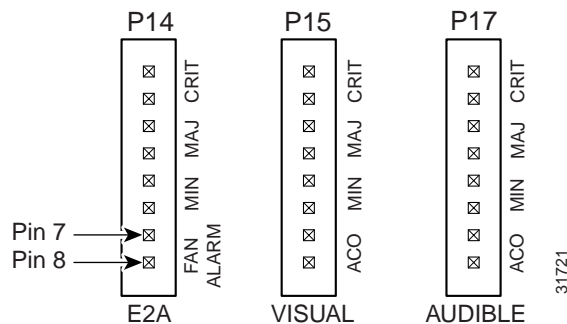 P14
P15
P17
CRIT
MAJ
MIN
FAN
ALARM
CRIT
MAJ
MIN
ACO
CRIT
MAJ
MIN
ACO
Pin 7
Pin 8
E2A
VISUAL
AUDIBLE
31721